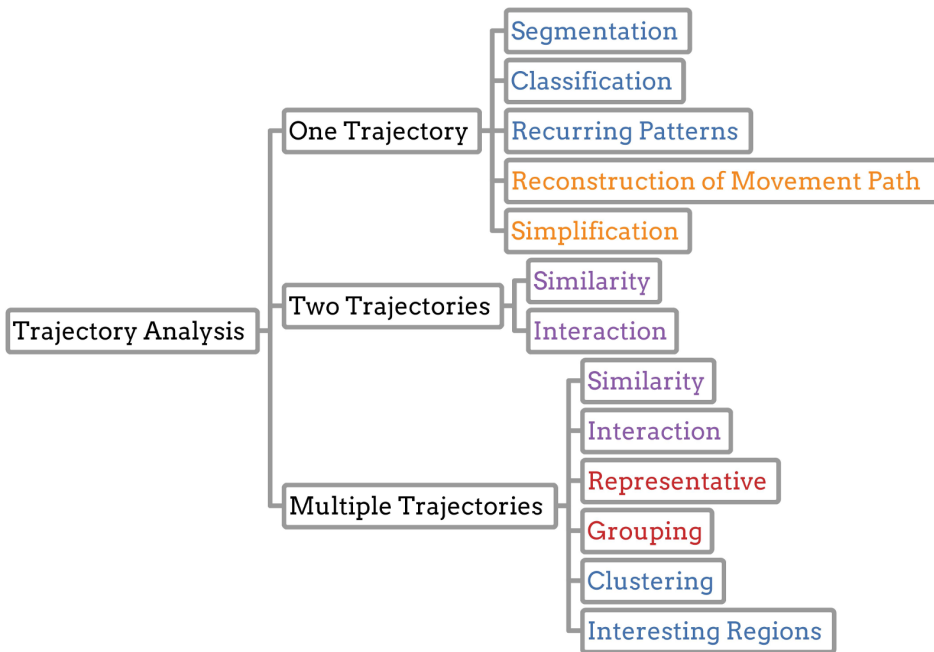 Trajectory Analysis
One Trajectory
Segmentation
Classification
Recurring Patterns
Reconstruction of Movement Path
Simplification
Two Trajectories
Similarity
Interaction
Multiple Trajectories
Similarity
Interaction
Representative
Grouping
Clustering
Interesting Regions